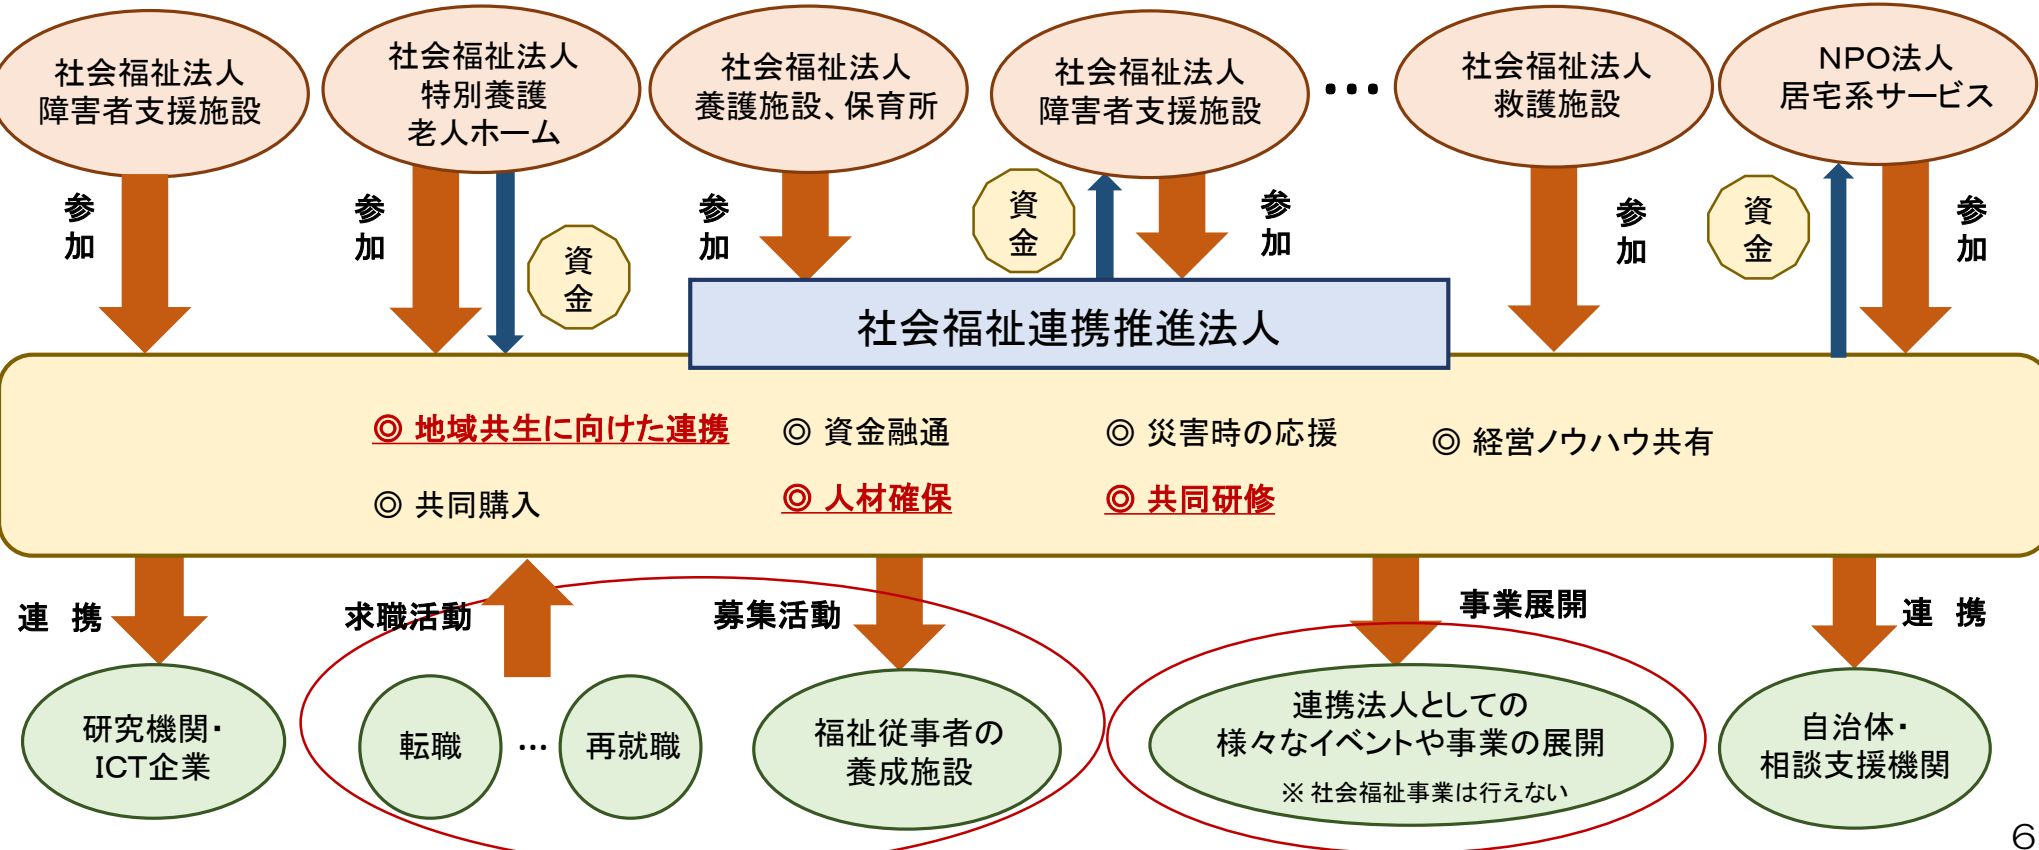 社会福祉法人
障害者支援施設
社会福祉法人
特別養護
老人ホーム
社会福祉法人
養護施設、保育所
社会福祉法人
障害者支援施設
…
社会福祉法人
救護施設
NPO法人
居宅系サービス
参
加
参
加
資
金
参
加
資
金
参
加
参
加
資
金
参
加
社会福祉連携推進法人
◎ 地域共生に向けた連携
◎ 資金融通
◎ 災害時の応援
◎ 経営ノウハウ共有
◎ 共同購入
◎ 人材確保
◎ 共同研修
連 携
求職活動
募集活動
事業展開
連 携
研究機関・
ICT企業
転職
…
再就職
福祉従事者の
養成施設
連携法人としての
様々なイベントや事業の展開
※ 社会福祉事業は行えない
自治体・
相談支援機関
6